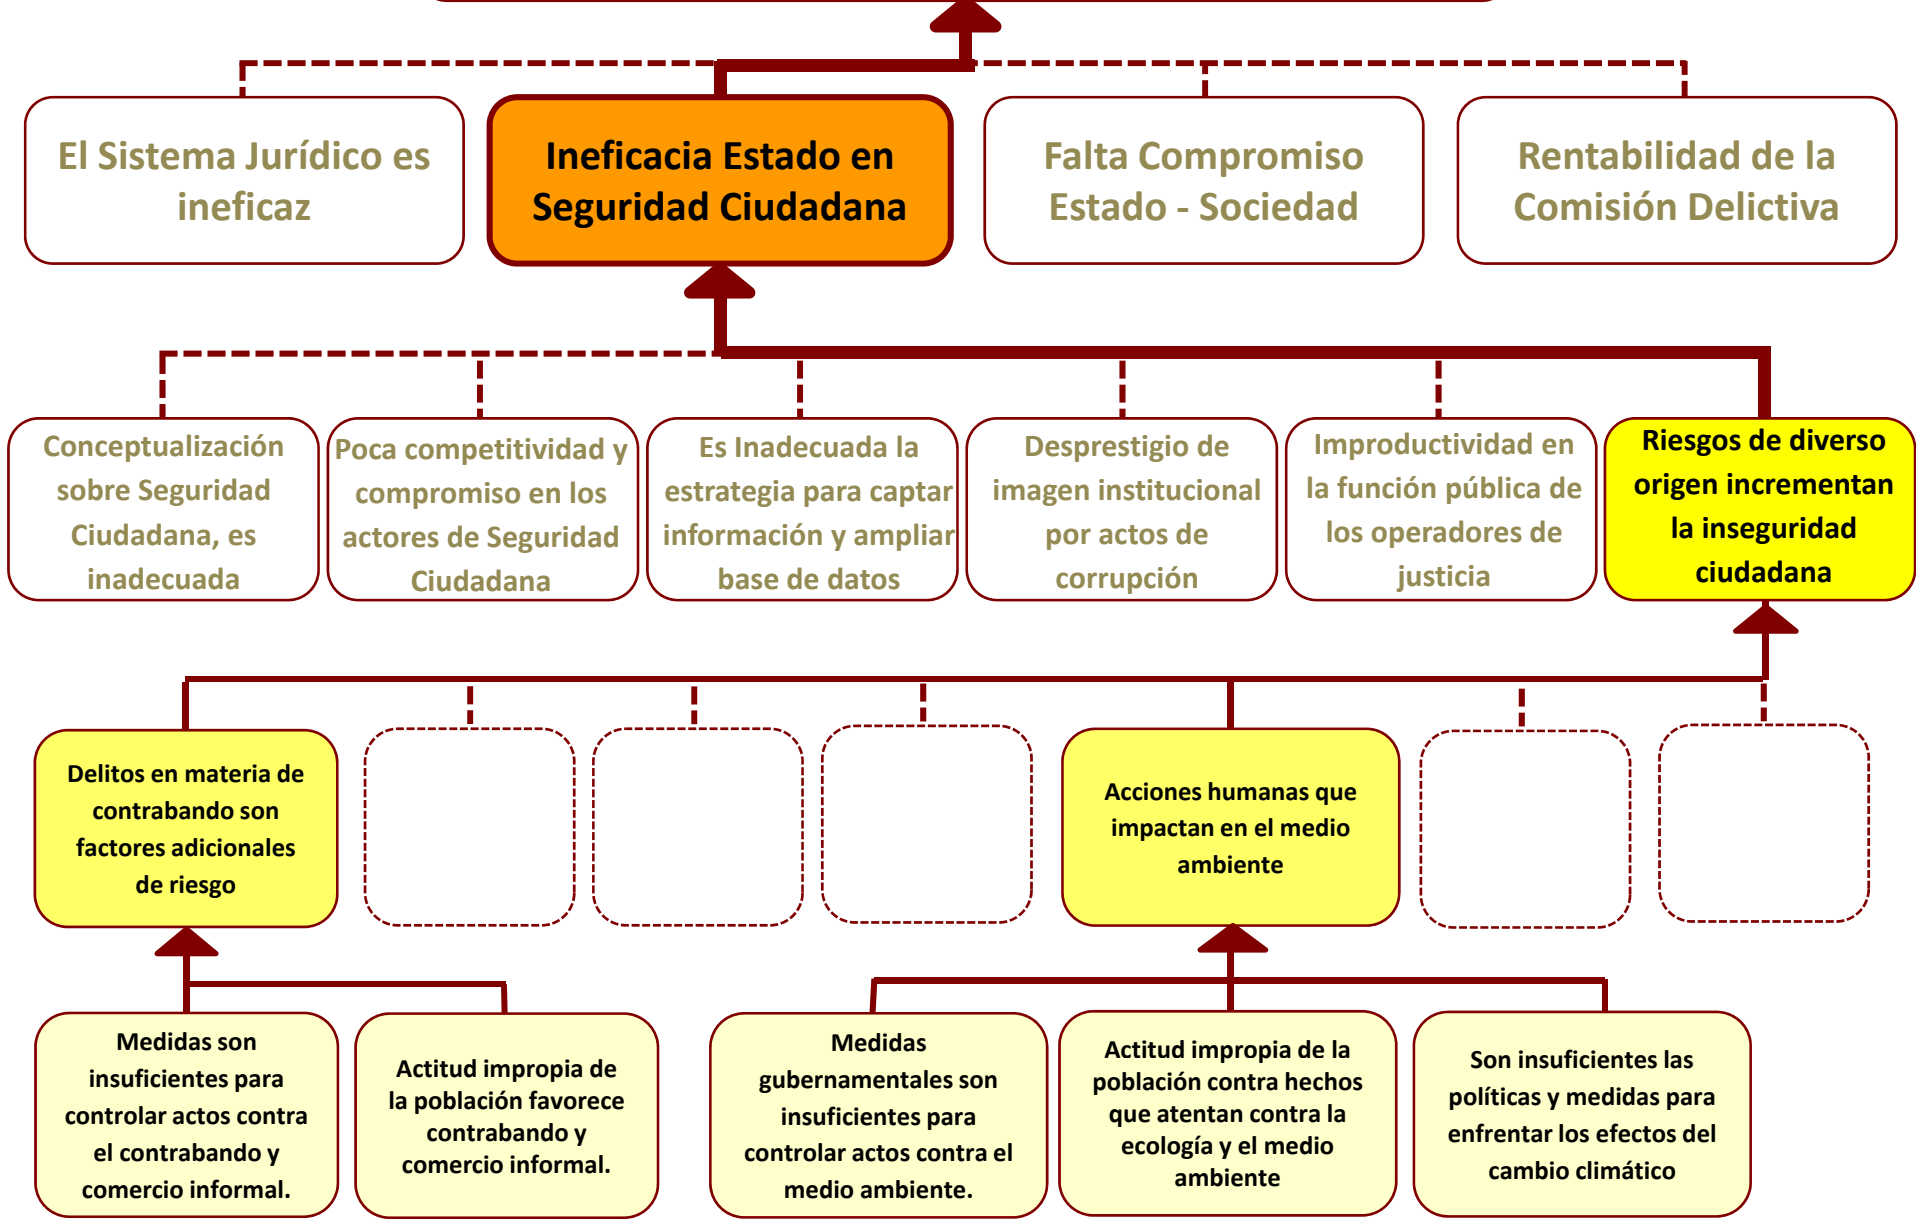 El Sistema Jurídico es
ineficaz
Ineficacia Estado en
Seguridad Ciudadana
Falta Compromiso
Estado - Sociedad
Rentabilidad de la
Comisión Delictiva
Conceptualización
sobre Seguridad
Ciudadana, es
inadecuada
Poca competitividad y
compromiso en los
actores de Seguridad
Ciudadana
Es Inadecuada la
estrategia para captar
información y ampliar
base de datos
Desprestigio de
imagen institucional
por actos de
corrupción
Improductividad en
la función pública de
los operadores de
justicia
Riesgos de diverso
origen incrementan
la inseguridad
ciudadana
Delitos en materia de
contrabando son
factores adicionales
de riesgo
Acciones humanas que
impactan en el medio
ambiente
Medidas son
insuficientes para
controlar actos contra
el contrabando y
comercio informal.
Actitud impropia de
la población favorece
contrabando y
comercio informal.
Medidas
gubernamentales son
insuficientes para
controlar actos contra el
medio ambiente.
Actitud impropia de la
población contra hechos
que atentan contra la
ecología y el medio
ambiente
Son insuficientes las
políticas y medidas para
enfrentar los efectos del
cambio climático